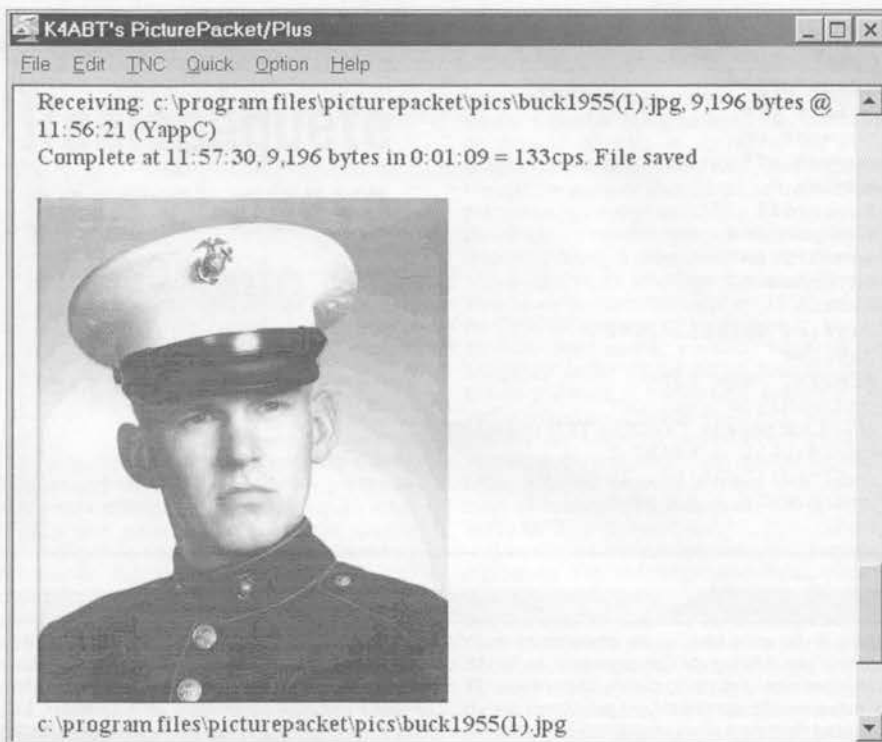 K4ABT's PicturePacket/Plus
File Edit TNC Quick Option Help
Receiving: c:\program files\picturepacket\pics\buck1955(1).jpg, 9,196 bytes @
11:56:21 (YappC)
Complete at 11:57:30, 9,196 bytes in 0:01:09 = 133cps. File saved
c:\program files\picturepacket\pics\buck1955(1).jpg